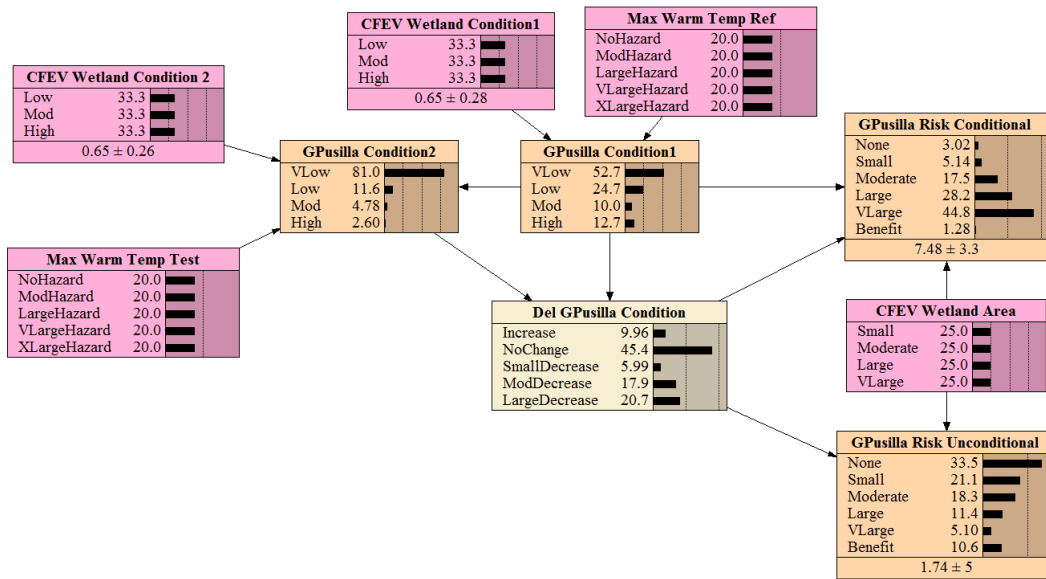 CFEV Wetland Condition1
Low 33.3
Mod 33.3
High 33.3
0.65 ± 0.28
Max Warm Temp Ref
NoHazard 20.0
ModHazard 20.0
LargeHazard 20.0
VLargeHazard 20.0
XLargeHazard 20.0
CFEV Wetland Condition 2
Low 33.3
Mod 33.3
High 33.3
0.65 ± 0.26
GPusilla Condition2
VLow 81.0
Low 11.6
Mod 4.78
High 2.60
GPusilla Condition1
VLow 52.7
Low 24.7
Mod 10.0
High 12.7
GPusilla Risk Conditional
None 3.02
Small 5.14
Moderate 17.5
Large 28.2
VLarge 44.8
Benefit 1.28
7.48 ± 3.3
Max Warm Temp Test
NoHazard 20.0
ModHazard 20.0
LargeHazard 20.0
VLargeHazard 20.0
XLargeHazard 20.0
Del GPusilla Condition
Increase 9.96
NoChange 45.4
SmallDecrease 5.99
ModDecrease 17.9
LargeDecrease 20.7
CFEV Wetland Area
Small 25.0
Moderate 25.0
Large 25.0
VLarge 25.0
GPusilla Risk Unconditional
None 33.5
Small 21.1
Moderate 18.3
Large 11.4
VLarge 5.10
Benefit 10.6
1.74 ± 5